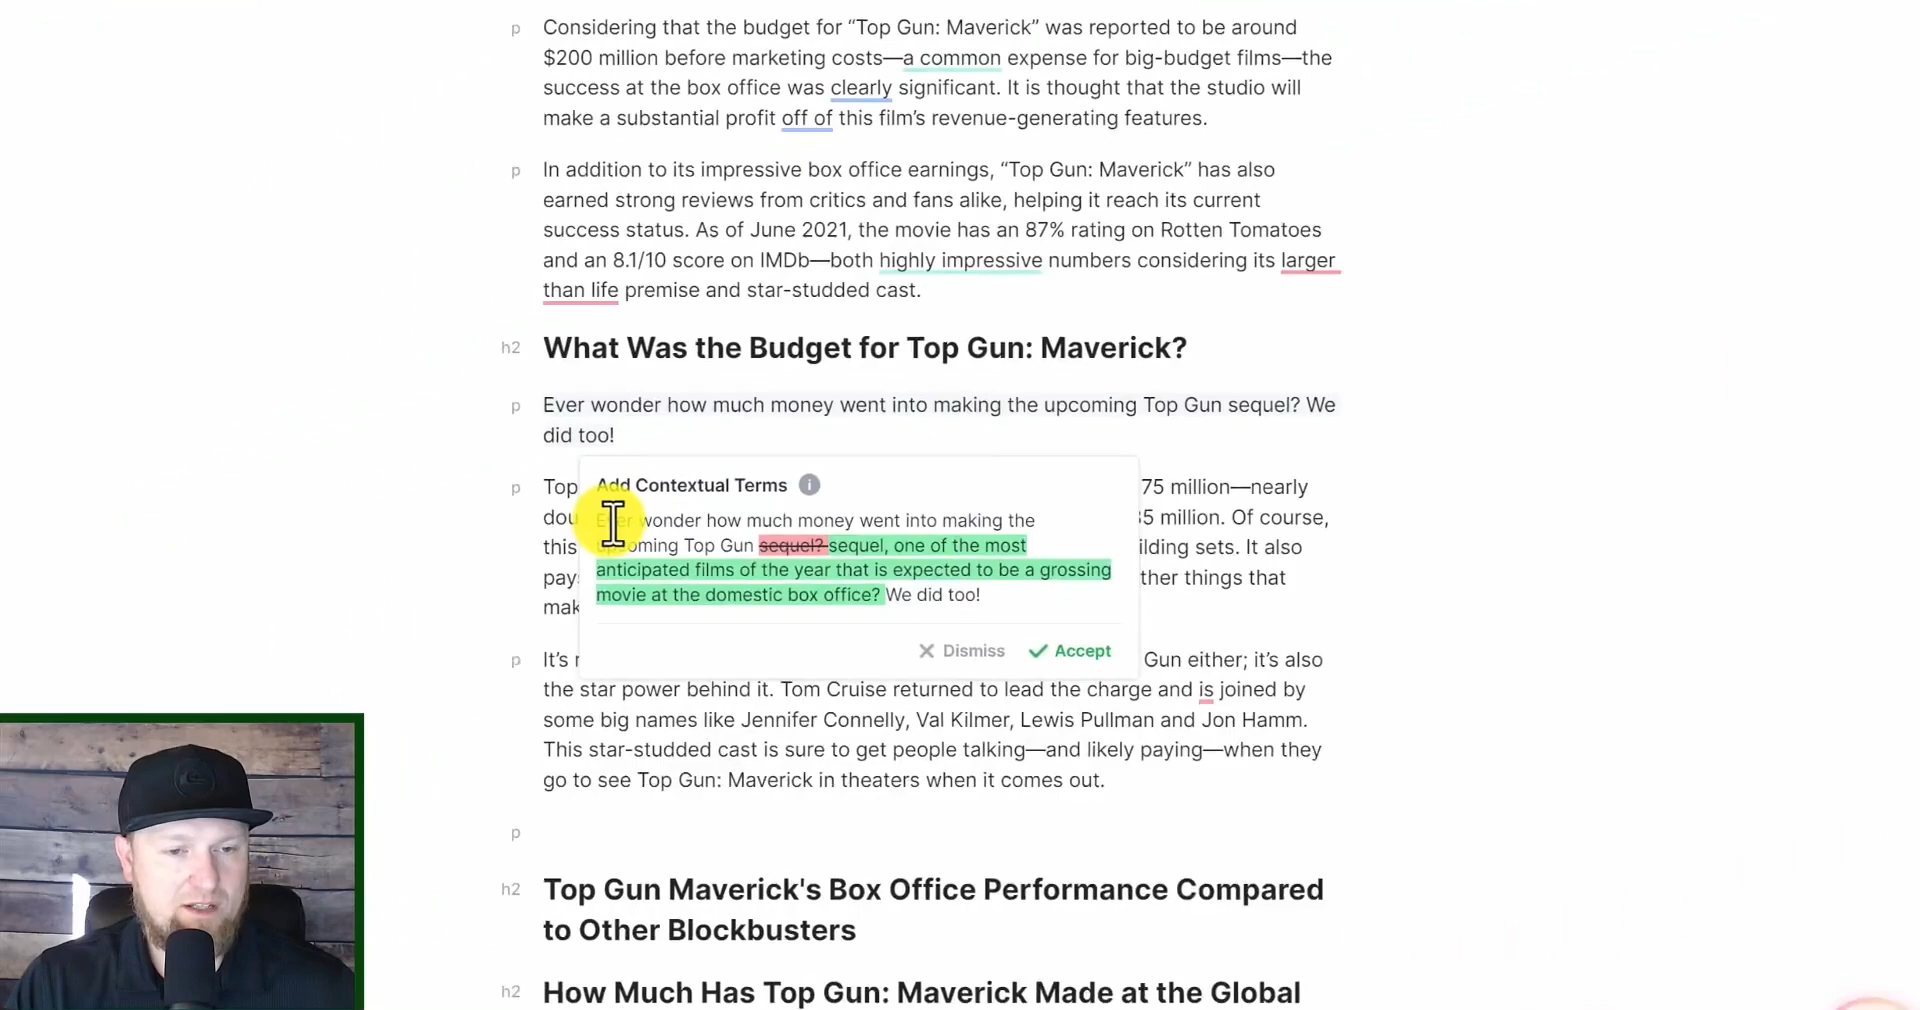 p
Considering that the budget for “Top Gun: Maverick” was reported to be around
$200 million before marketing costs—a common expense for big-budget films—the
success at the box office was clearly significant. It is thought that the studio will
make a substantial profit off of this film’s revenue-generating features.
p
In addition to its impressive box office earnings, “Top Gun: Maverick” has also
earned strong reviews from critics and fans alike, helping it reach its current
success status. As of June 2021, the movie has an 87% rating on Rotten Tomatoes
and an 8.1/10 score on IMDb—both highly impressive numbers considering its larger
than life premise and star-studded cast.
h2
What Was the Budget for Top Gun: Maverick?
p
Ever wonder how much money went into making the upcoming Top Gun sequel? We
did too!
p
Top 75 million—nearly
dou 5 million. Of course,
this lding sets. It also
pay ther things that
mak
Add Contextual Terms i
Ever wonder how much money went into making the
upcoming Top Gun sequel? sequel, one of the most
anticipated films of the year that is expected to be a grossing
movie at the domestic box office? We did too!
Dismiss Accept
p
It’s Gun either; it’s also
the star power behind it. Tom Cruise returned to lead the charge and is joined by
some big names like Jennifer Connelly, Val Kilmer, Lewis Pullman and Jon Hamm.
This star-studded cast is sure to get people talking—and likely paying—when they
go to see Top Gun: Maverick in theaters when it comes out.
p
h2
Top Gun Maverick's Box Office Performance Compared
to Other Blockbusters
h2
How Much Has Top Gun: Maverick Made at the Global